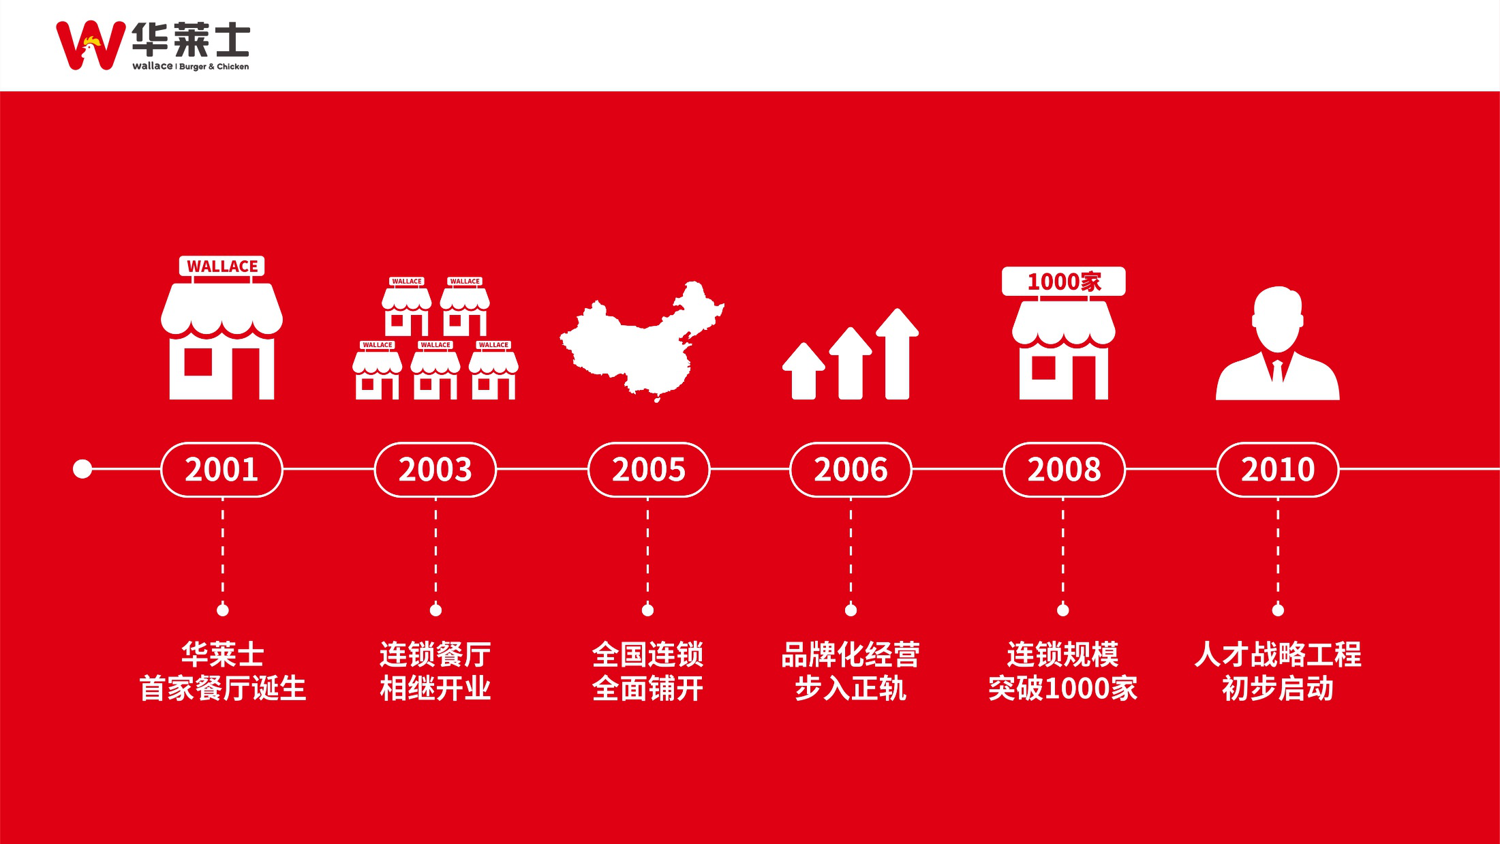 华莱士
wallace | Burger & Chicken
WALLACE
WALLACE WALLACE
WALLACE WALLACE WALLACE
1000家
2001
2003
2005
2006
2008
2010
华莱士
首家餐厅诞生
连锁餐厅
相继开业
全国连锁
全面铺开
品牌化经营
步入正轨
连锁规模
突破1000家
人才战略工程
初步启动